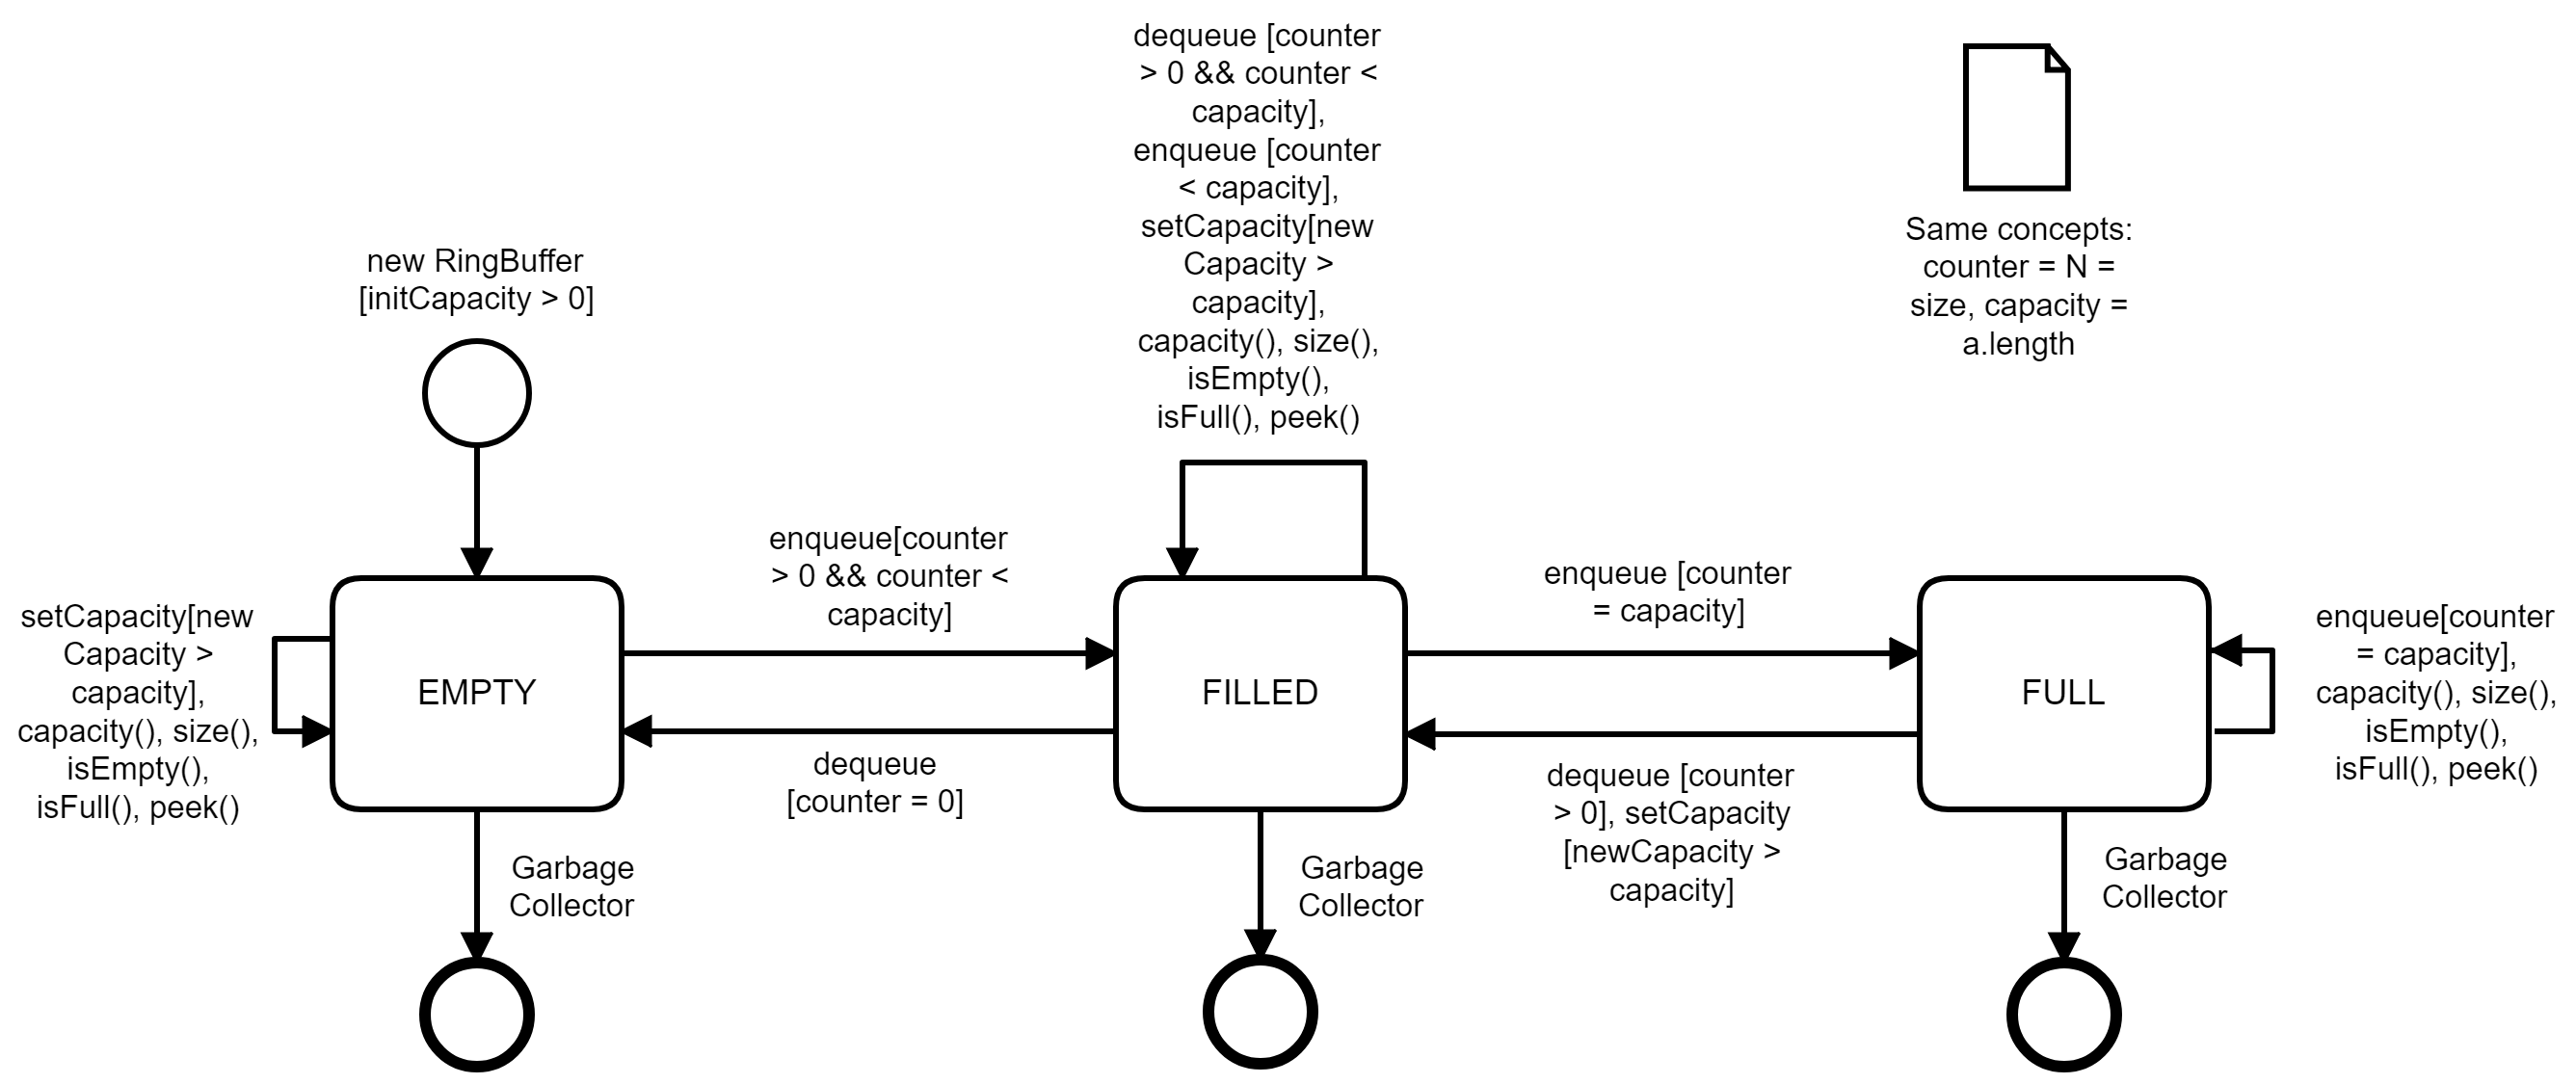 dequeue [counter
> 0 && counter <
capacity],
enqueue [counter
< capacity],
setCapacity[new
Capacity >
capacity],
capacity(), size(),
isEmpty(),
isFull(), peek()
Same concepts:
counter = N =
size, capacity =
a.length
new RingBuffer
[initCapacity > 0]
setCapacity[new
Capacity >
capacity],
capacity(), size(),
isEmpty(),
isFull(), peek()
EMPTY
enqueue[counter
> 0 && counter <
capacity]
dequeue
[counter = 0]
FILLED
enqueue [counter
= capacity]
dequeue [counter
> 0], setCapacity
[newCapacity >
capacity]
FULL
enqueue[counter
= capacity],
capacity(), size(),
isEmpty(),
isFull(), peek()
Garbage
Collector
Garbage
Collector
Garbage
Collector